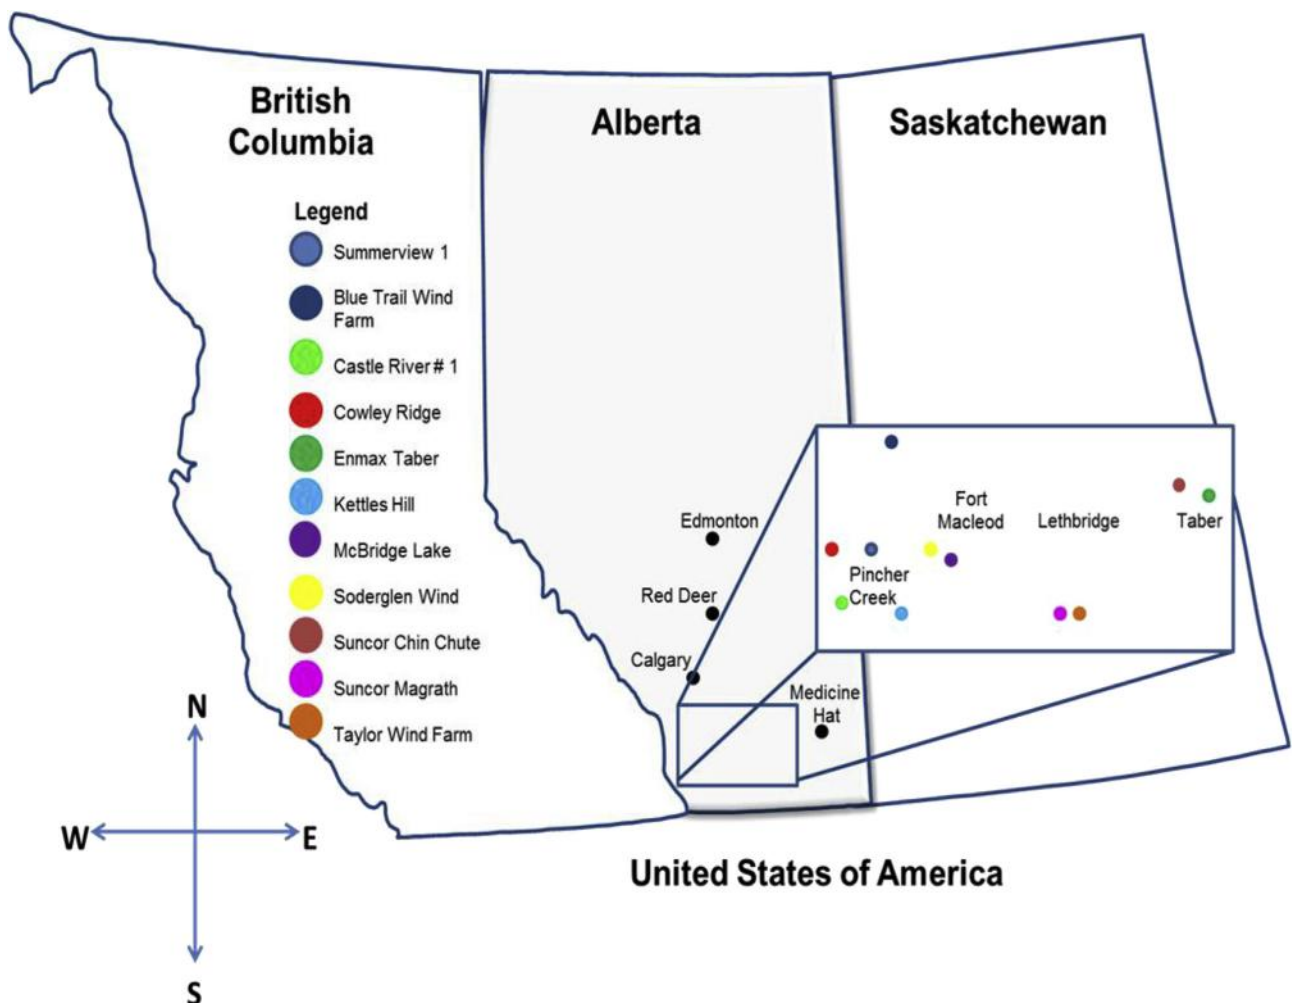 British
Columbia
Alberta
Saskatchewan
Legend
Summerview 1
Blue Trail Wind
Farm
Castle River # 1
Cowley Ridge
Enmax Taber
Kettles Hill
McBridge Lake
Soderglen Wind
Suncor Chin Chute
Suncor Magrath
Taylor Wind Farm
Edmonton
Red Deer
Calgary
Medicine
Hat
Fort
Macleod
Lethbridge
Taber
Pincher
Creek
N
W
E
S
United States of America